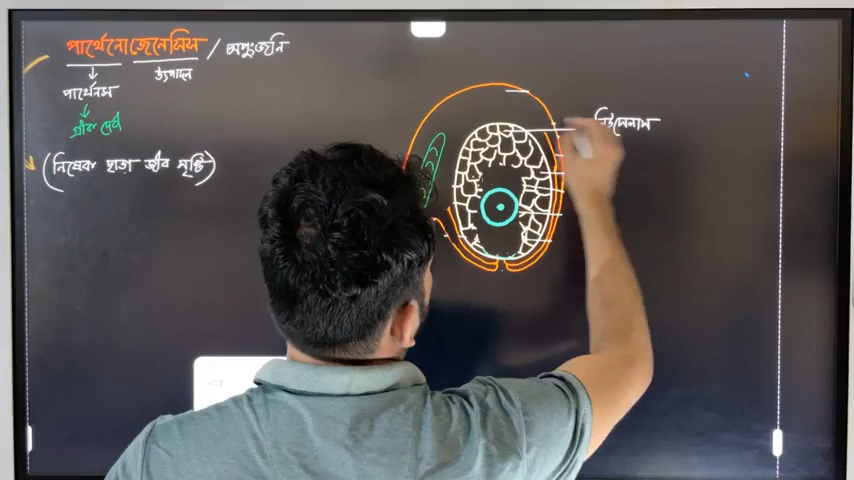 পার্থেনোজেনেসিস / অপুংজনি
উৎপাদন
পার্থেনস
গ্রীক দেবী
(নিষেক ছাড়া জীব সৃষ্টি)
নিউসেলাস